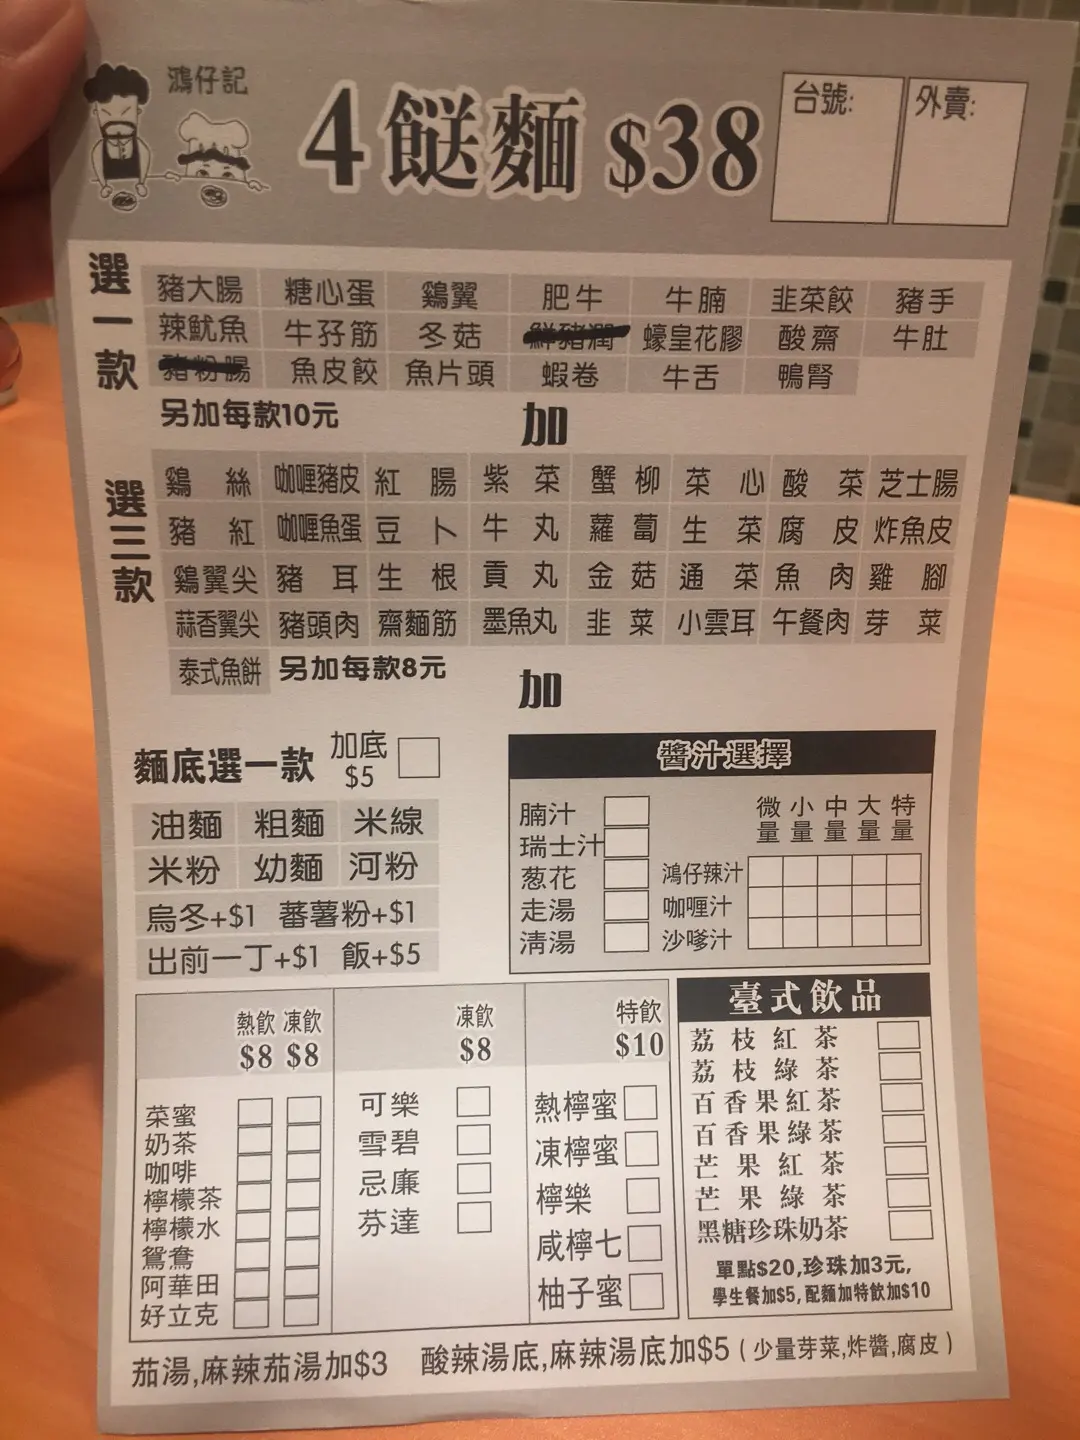 鴻仔記
4餸麵 $38
台號:
外賣:
選一款
豬大腸 糖心蛋 鷄翼 肥牛 牛腩 韭菜餃 豬手
辣魷魚 牛孖筋 冬菇 鮮豬潤 蠔皇花膠 酸齋 牛肚
豬粉腸 魚皮餃 魚片頭 蝦卷 牛舌 鴨腎
另加每款10元
加
選三款
鷄絲 咖喱豬皮 紅腸 紫菜 蟹柳 菜心 酸菜 芝士腸
豬紅 咖喱魚蛋 豆卜 牛丸 蘿蔔 生菜 腐皮 炸魚皮
鷄翼尖 豬耳 生根 貢丸 金菇 通菜 魚肉 雞腳
蒜香翼尖 豬頭肉 齋麵筋 墨魚丸 韭菜 小雲耳 午餐肉 芽菜
泰式魚餅 另加每款8元
加
麵底選一款 加底 $5
油麵 粗麵 米線
米粉 幼麵 河粉
烏冬+$1 蕃薯粉+$1
出前一丁+$1 飯+$5
醬汁選擇
腩汁
瑞士汁
葱花
走湯
淸湯
微量 小量 中量 大量 特量
鴻仔辣汁
咖喱汁
沙嗲汁
熱飲 凍飲
$8 $8
菜蜜
奶茶
咖啡
檸檬茶
檸檬水
鴛鴦
阿華田
好立克
凍飲
$8
可樂
雪碧
忌廉
芬達
特飲
$10
熱檸蜜
凍檸蜜
檸樂
咸檸七
柚子蜜
臺式飲品
荔枝紅茶
荔枝綠茶
百香果紅茶
百香果綠茶
芒果紅茶
芒果綠茶
黑糖珍珠奶茶
單點$20,珍珠加3元,
學生餐加$5,配麵加特飲加$10
茄湯,麻辣茄湯加$3 酸辣湯底,麻辣湯底加$5(少量芽菜,炸醬,腐皮)